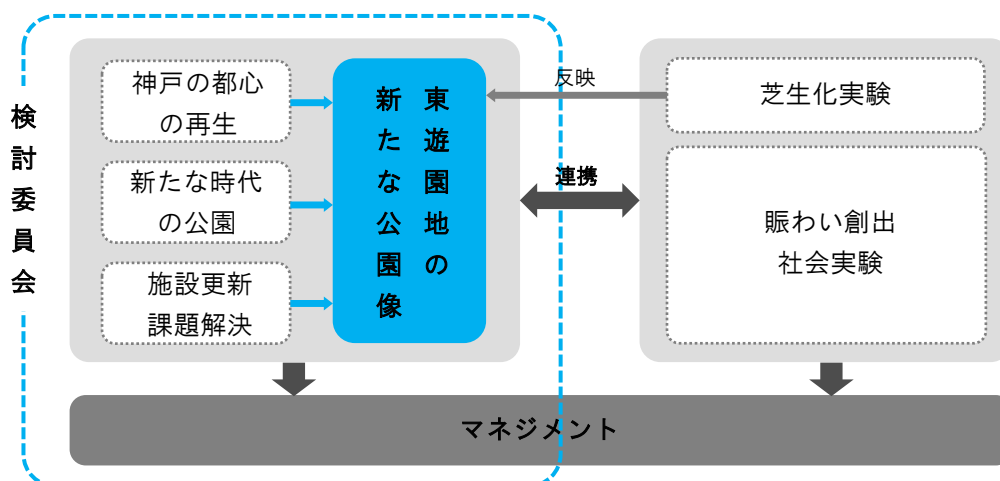 検討委員会
神戸の都心
の再生
新たな時代
の公園
施設更新
課題解決
東遊園地の
新たな公園像
反映
連携
芝生化実験
賑わい創出
社会実験
マネジメント